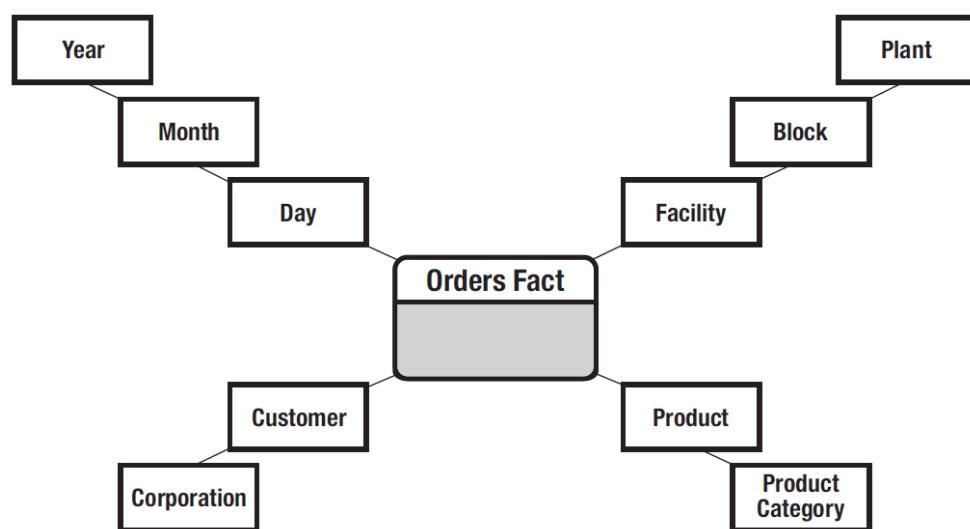 Year
Plant
Month
Block
Day
Facility
Orders Fact
Customer
Product
Corporation
Product
Category